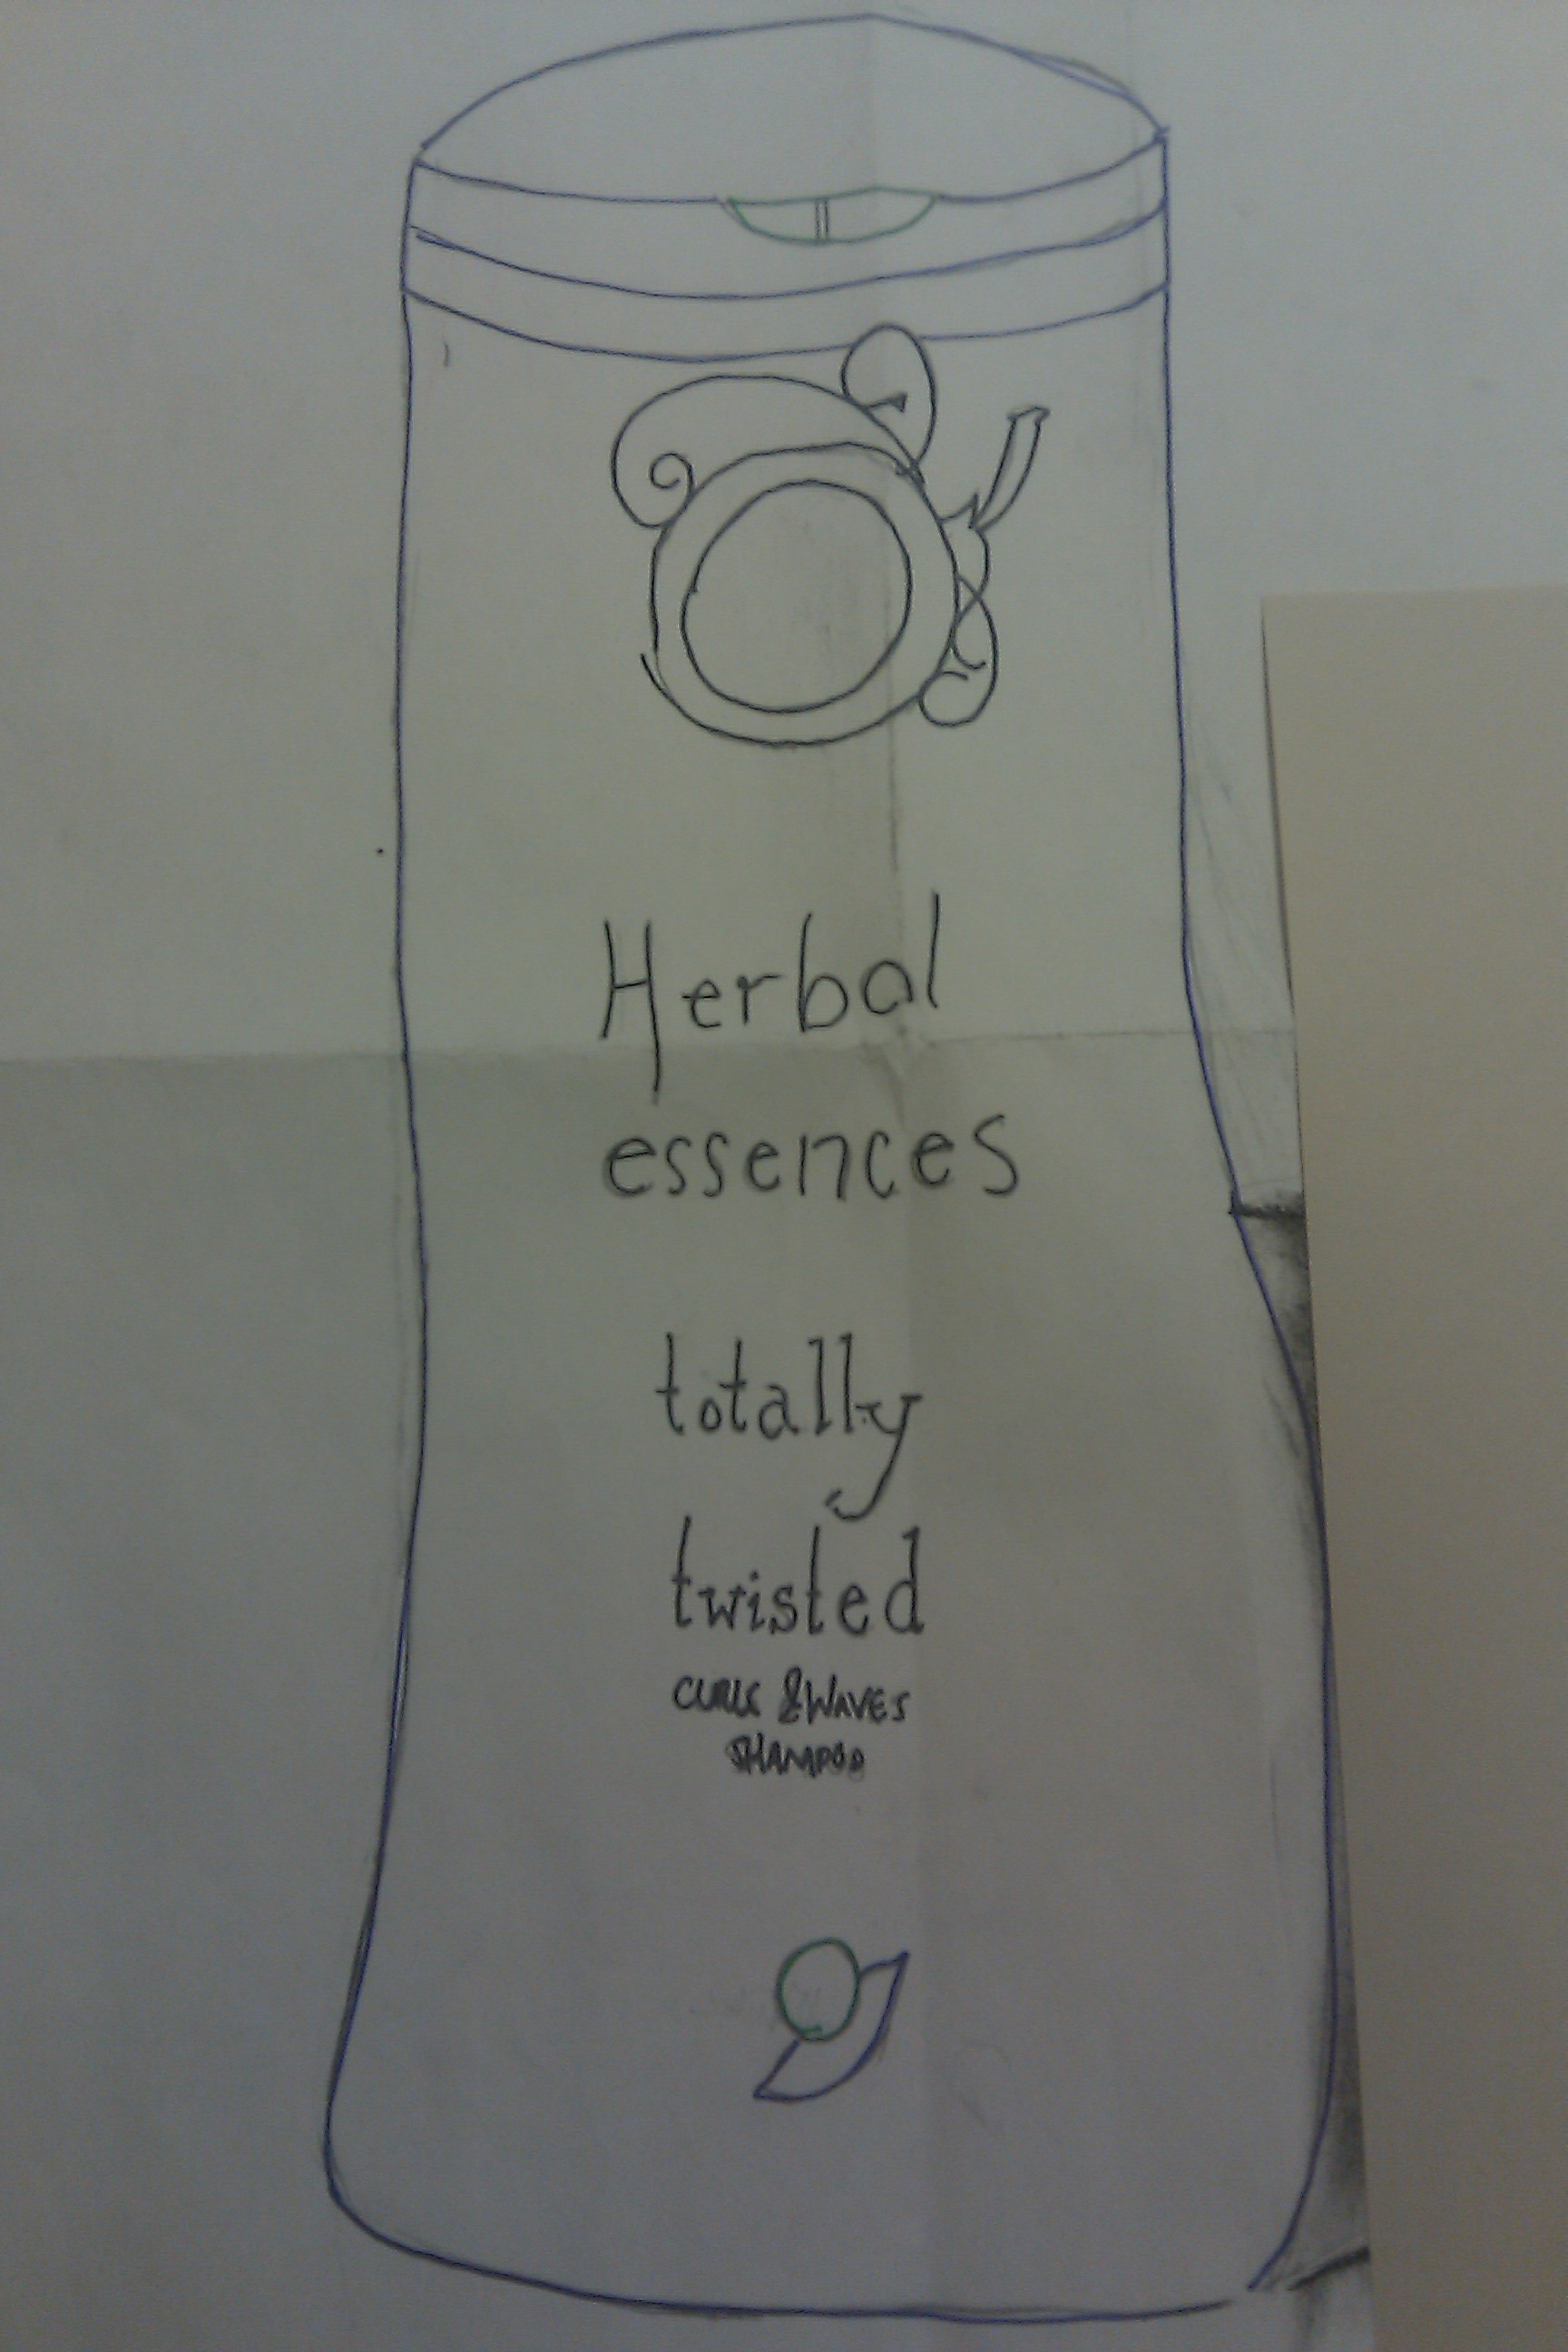 Herbal
essences
totally
twisted
CURLS & WAVES
SHAMPOO